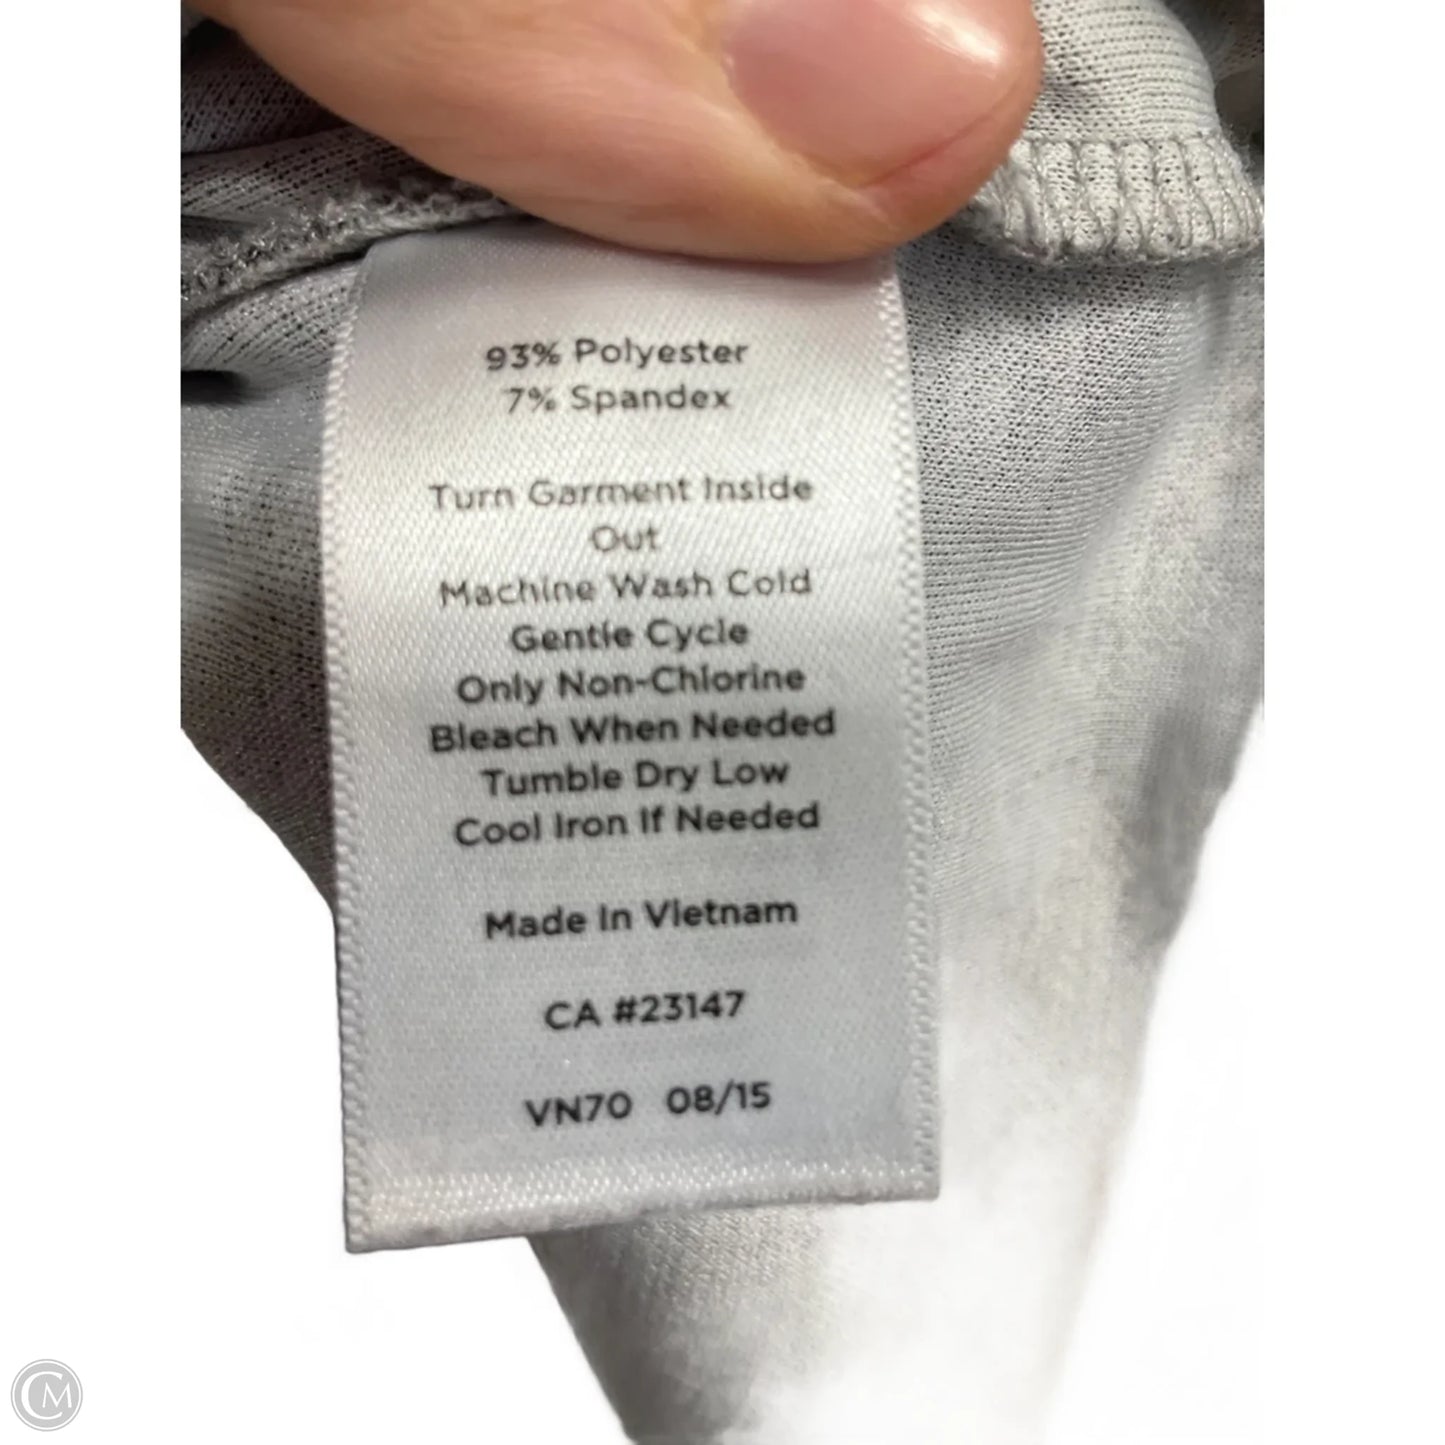 93% Polyester
7% Spandex
Turn Garment Inside
Out
Machine Wash Cold
Gentle Cycle
Only Non-Chlorine
Bleach When Needed
Tumble Dry Low
Cool Iron If Needed
Made In Vietnam
CA #23147
VN70 08/15
CM